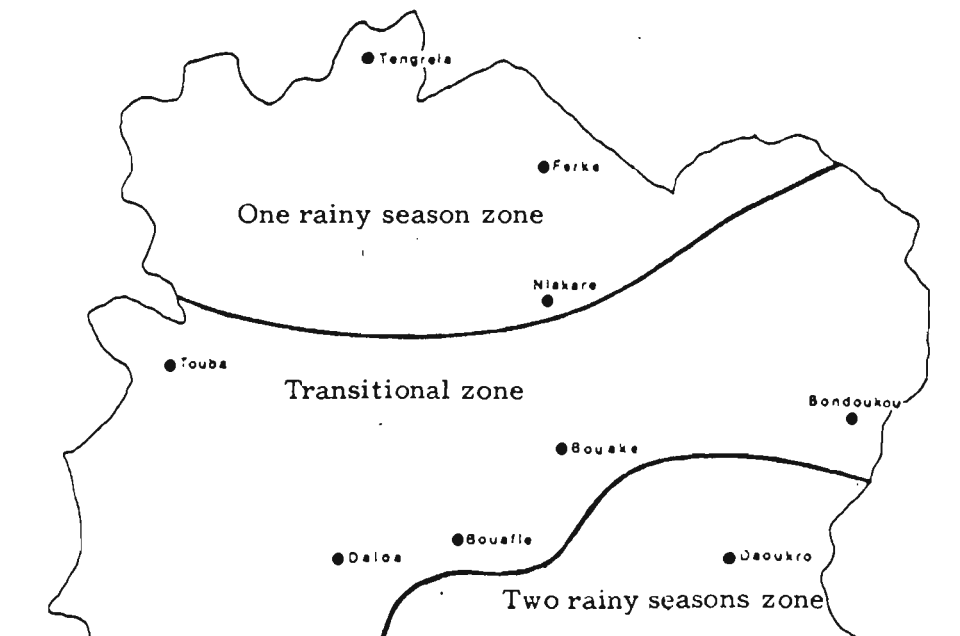 Tengrela
Ferke
One rainy season zone
Niakare
Touba
Transitional zone
Bondoukou
Bouake
Bouafle
Daloa
Daoukro
Two rainy seasons zone